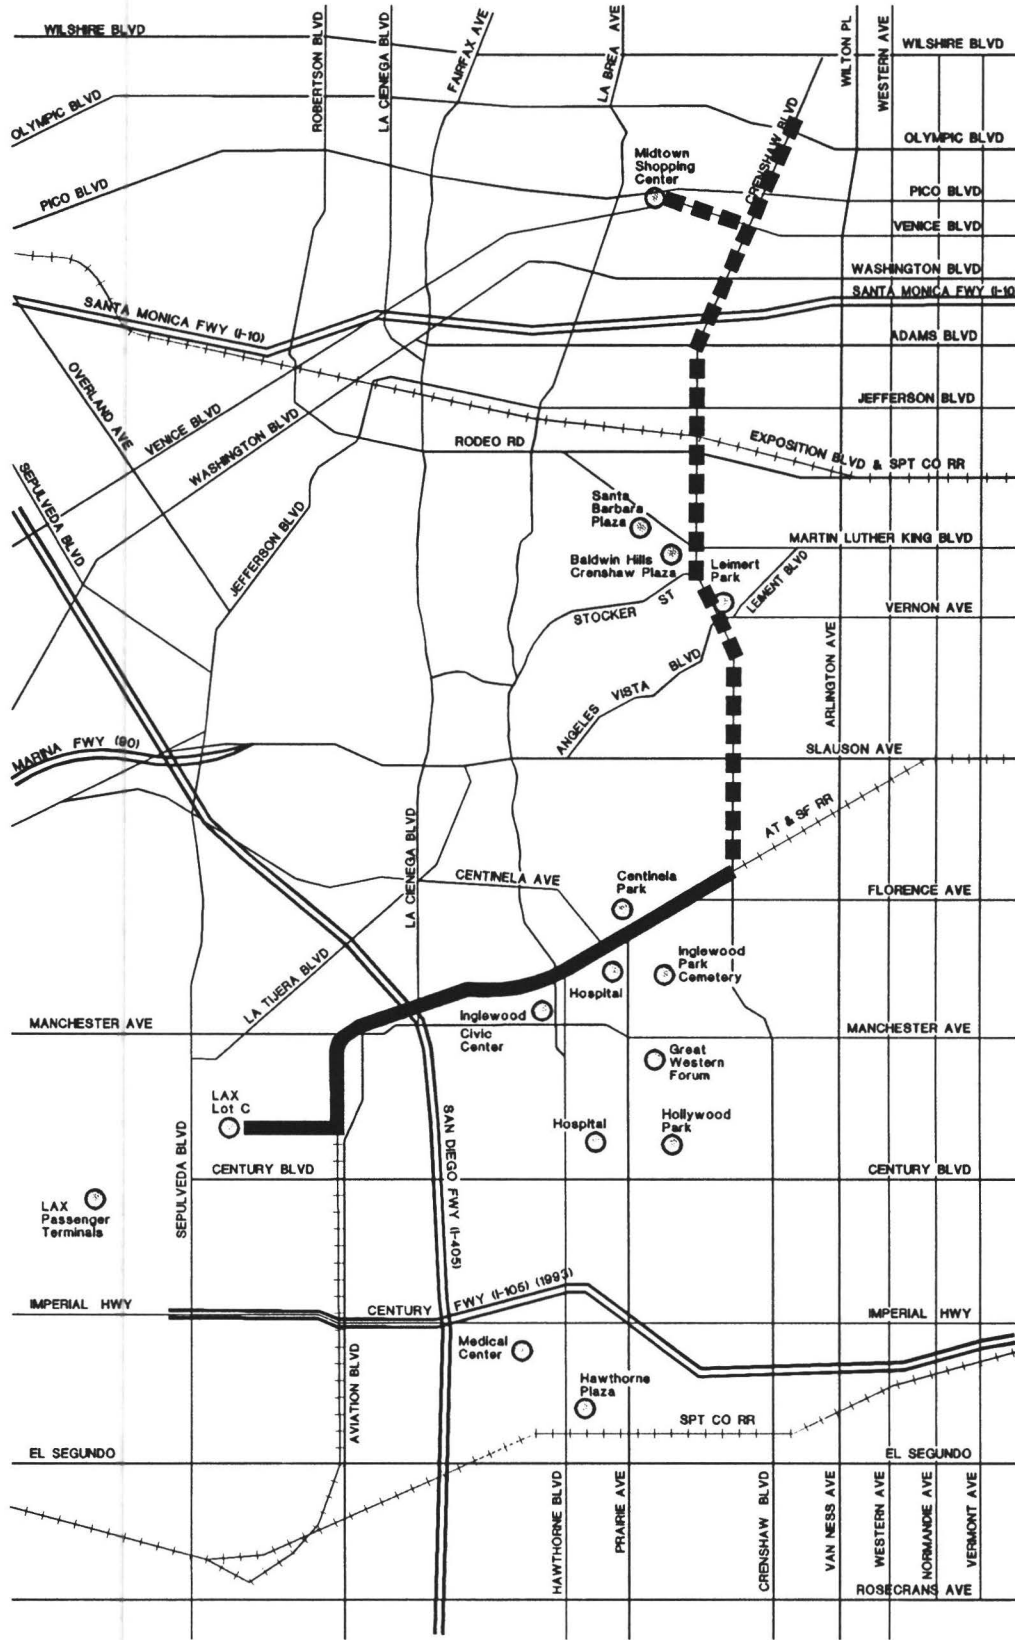 WILSHIRE BLVD
ROBERTSON BLVD
LA CIENEGA BLVD
FAIRFAX AVE
LA BREA AVE
WILTON PL
WESTERN AVE
WILSHIRE BLVD
OLYMPIC BLVD
CRENSHAW BLVD
OLYMPIC BLVD
Midtown
Shopping
Center
PICO BLVD
PICO BLVD
VENICE BLVD
WASHINGTON BLVD
SANTA MONICA FWY (I-10)
SANTA MONICA FWY (I-10
ADAMS BLVD
OVERLAND AVE
VENICE BLVD
WASHINGTON BLVD
JEFFERSON BLVD
RODEO RD
EXPOSITION BLVD & SPT CO RR
SEPULVEDA BLVD
JEFFERSON BLVD
Santa
Barbara
Plaza
MARTIN LUTHER KING BLVD
Baldwin Hills
Crenshaw Plaza
Leimert
Park
LEIMERT BLVD
STOCKER ST
VERNON AVE
ANGELES VISTA BLVD
ARLINGTON AVE
MARINA FWY (90)
SLAUSON AVE
AT & SF RR
LA CIENEGA BLVD
CENTINELA AVE
Centinela
Park
FLORENCE AVE
LA TIJERA BLVD
Inglewood
Park
Cemetery
Hospital
Inglewood
Civic
Center
MANCHESTER AVE
MANCHESTER AVE
Great
Western
Forum
LAX
Lot C
Hospital
Hollywood
Park
SEPULVEDA BLVD
CENTURY BLVD
SAN DIEGO FWY (I-405)
CENTURY BLVD
LAX
Passenger
Terminals
IMPERIAL HWY
CENTURY FWY (I-105) (1993)
IMPERIAL HWY
Medical
Center
AVIATION BLVD
Hawthorne
Plaza
SPT CO RR
EL SEGUNDO
EL SEGUNDO
HAWTHORNE BLVD
PRAIRIE AVE
CRENSHAW BLVD
VAN NESS AVE
WESTERN AVE
NORMANDIE AVE
VERMONT AVE
ROSECRANS AVE